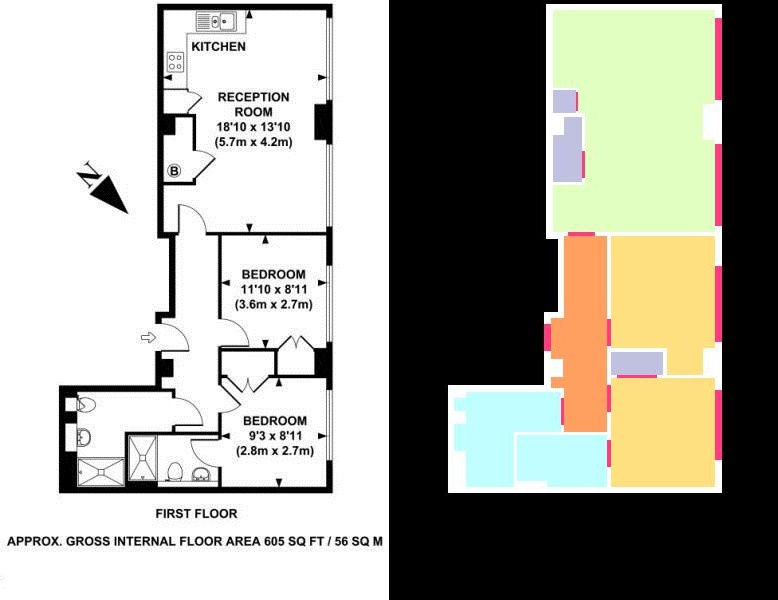 KITCHEN
RECEPTION
ROOM
18'10 x 13'10
(5.7m x 4.2m)
B
N
BEDROOM
11'10 x 8'11
(3.6m x 2.7m)
BEDROOM
9'3 x 8'11
(2.8m x 2.7m)
FIRST FLOOR
APPROX. GROSS INTERNAL FLOOR AREA 605 SQ FT / 56 SQ M